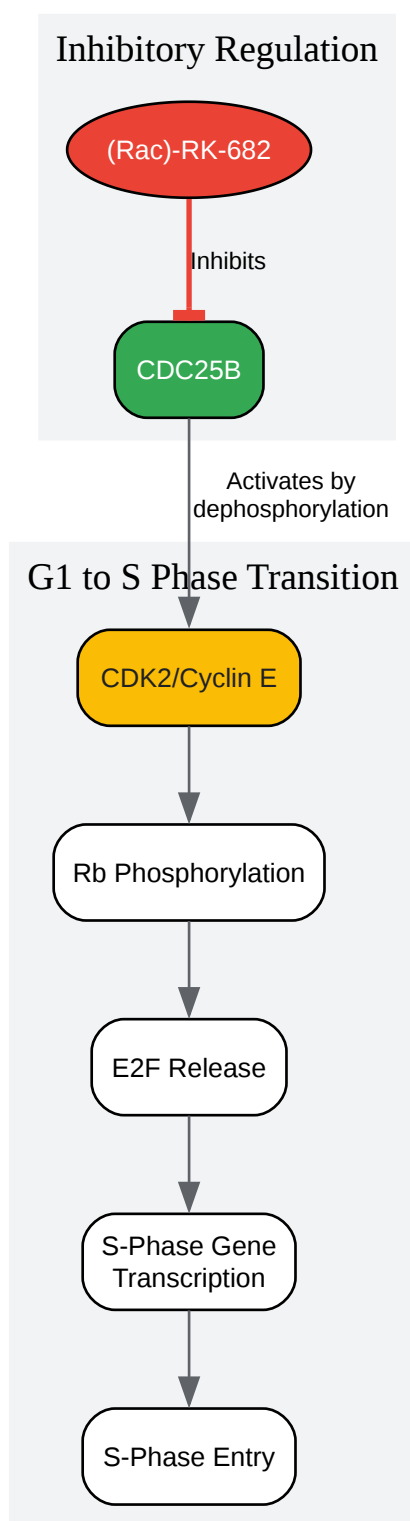 Inhibitory Regulation
(Rac)-RK-682
Inhibits
CDC25B
Activates by
dephosphorylation
G1 to S Phase Transition
CDK2/Cyclin E
Rb Phosphorylation
E2F Release
S-Phase Gene
Transcription
S-Phase Entry